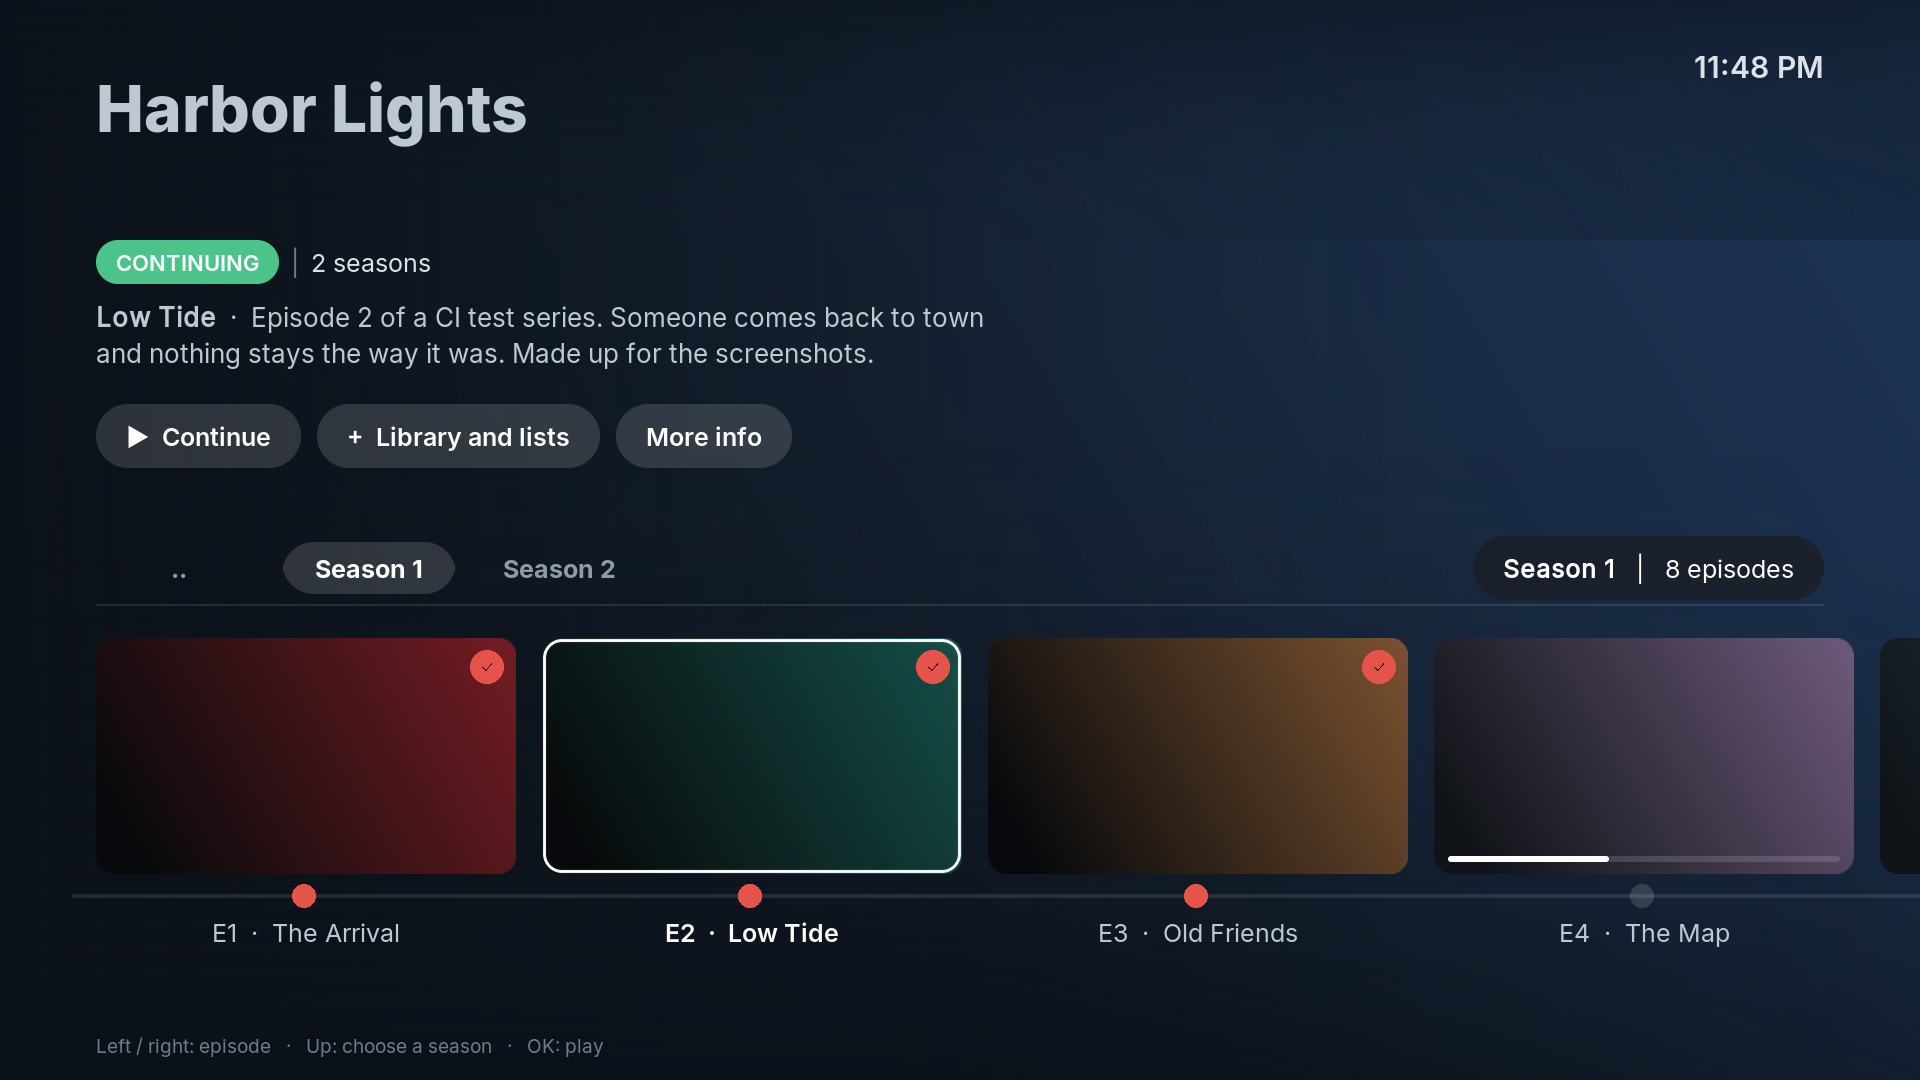 11:48 PM
Harbor Lights
CONTINUING | 2 seasons
Low Tide · Episode 2 of a CI test series. Someone comes back to town
and nothing stays the way it was. Made up for the screenshots.
▶ Continue
+ Library and lists
More info
..
Season 1
Season 2
Season 1 | 8 episodes
E1 · The Arrival
E2 · Low Tide
E3 · Old Friends
E4 · The Map
Left / right: episode · Up: choose a season · OK: play